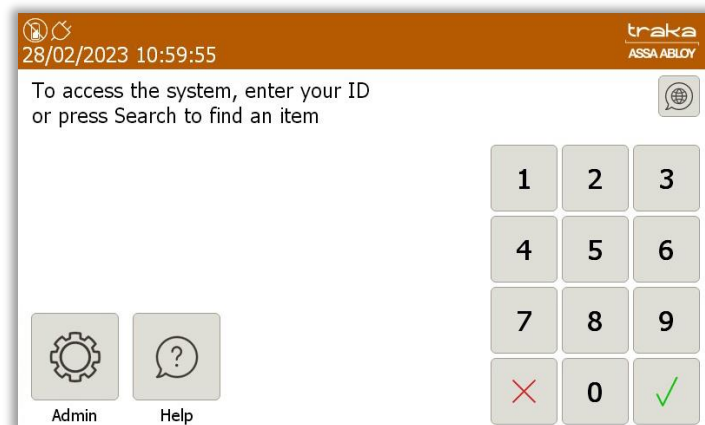 traka
28/02/2023 10:59:55
ASSA ABLOY
To access the system, enter your ID
or press Search to find an item
1 2 3
4 5 6
7 8 9
0
Admin Help